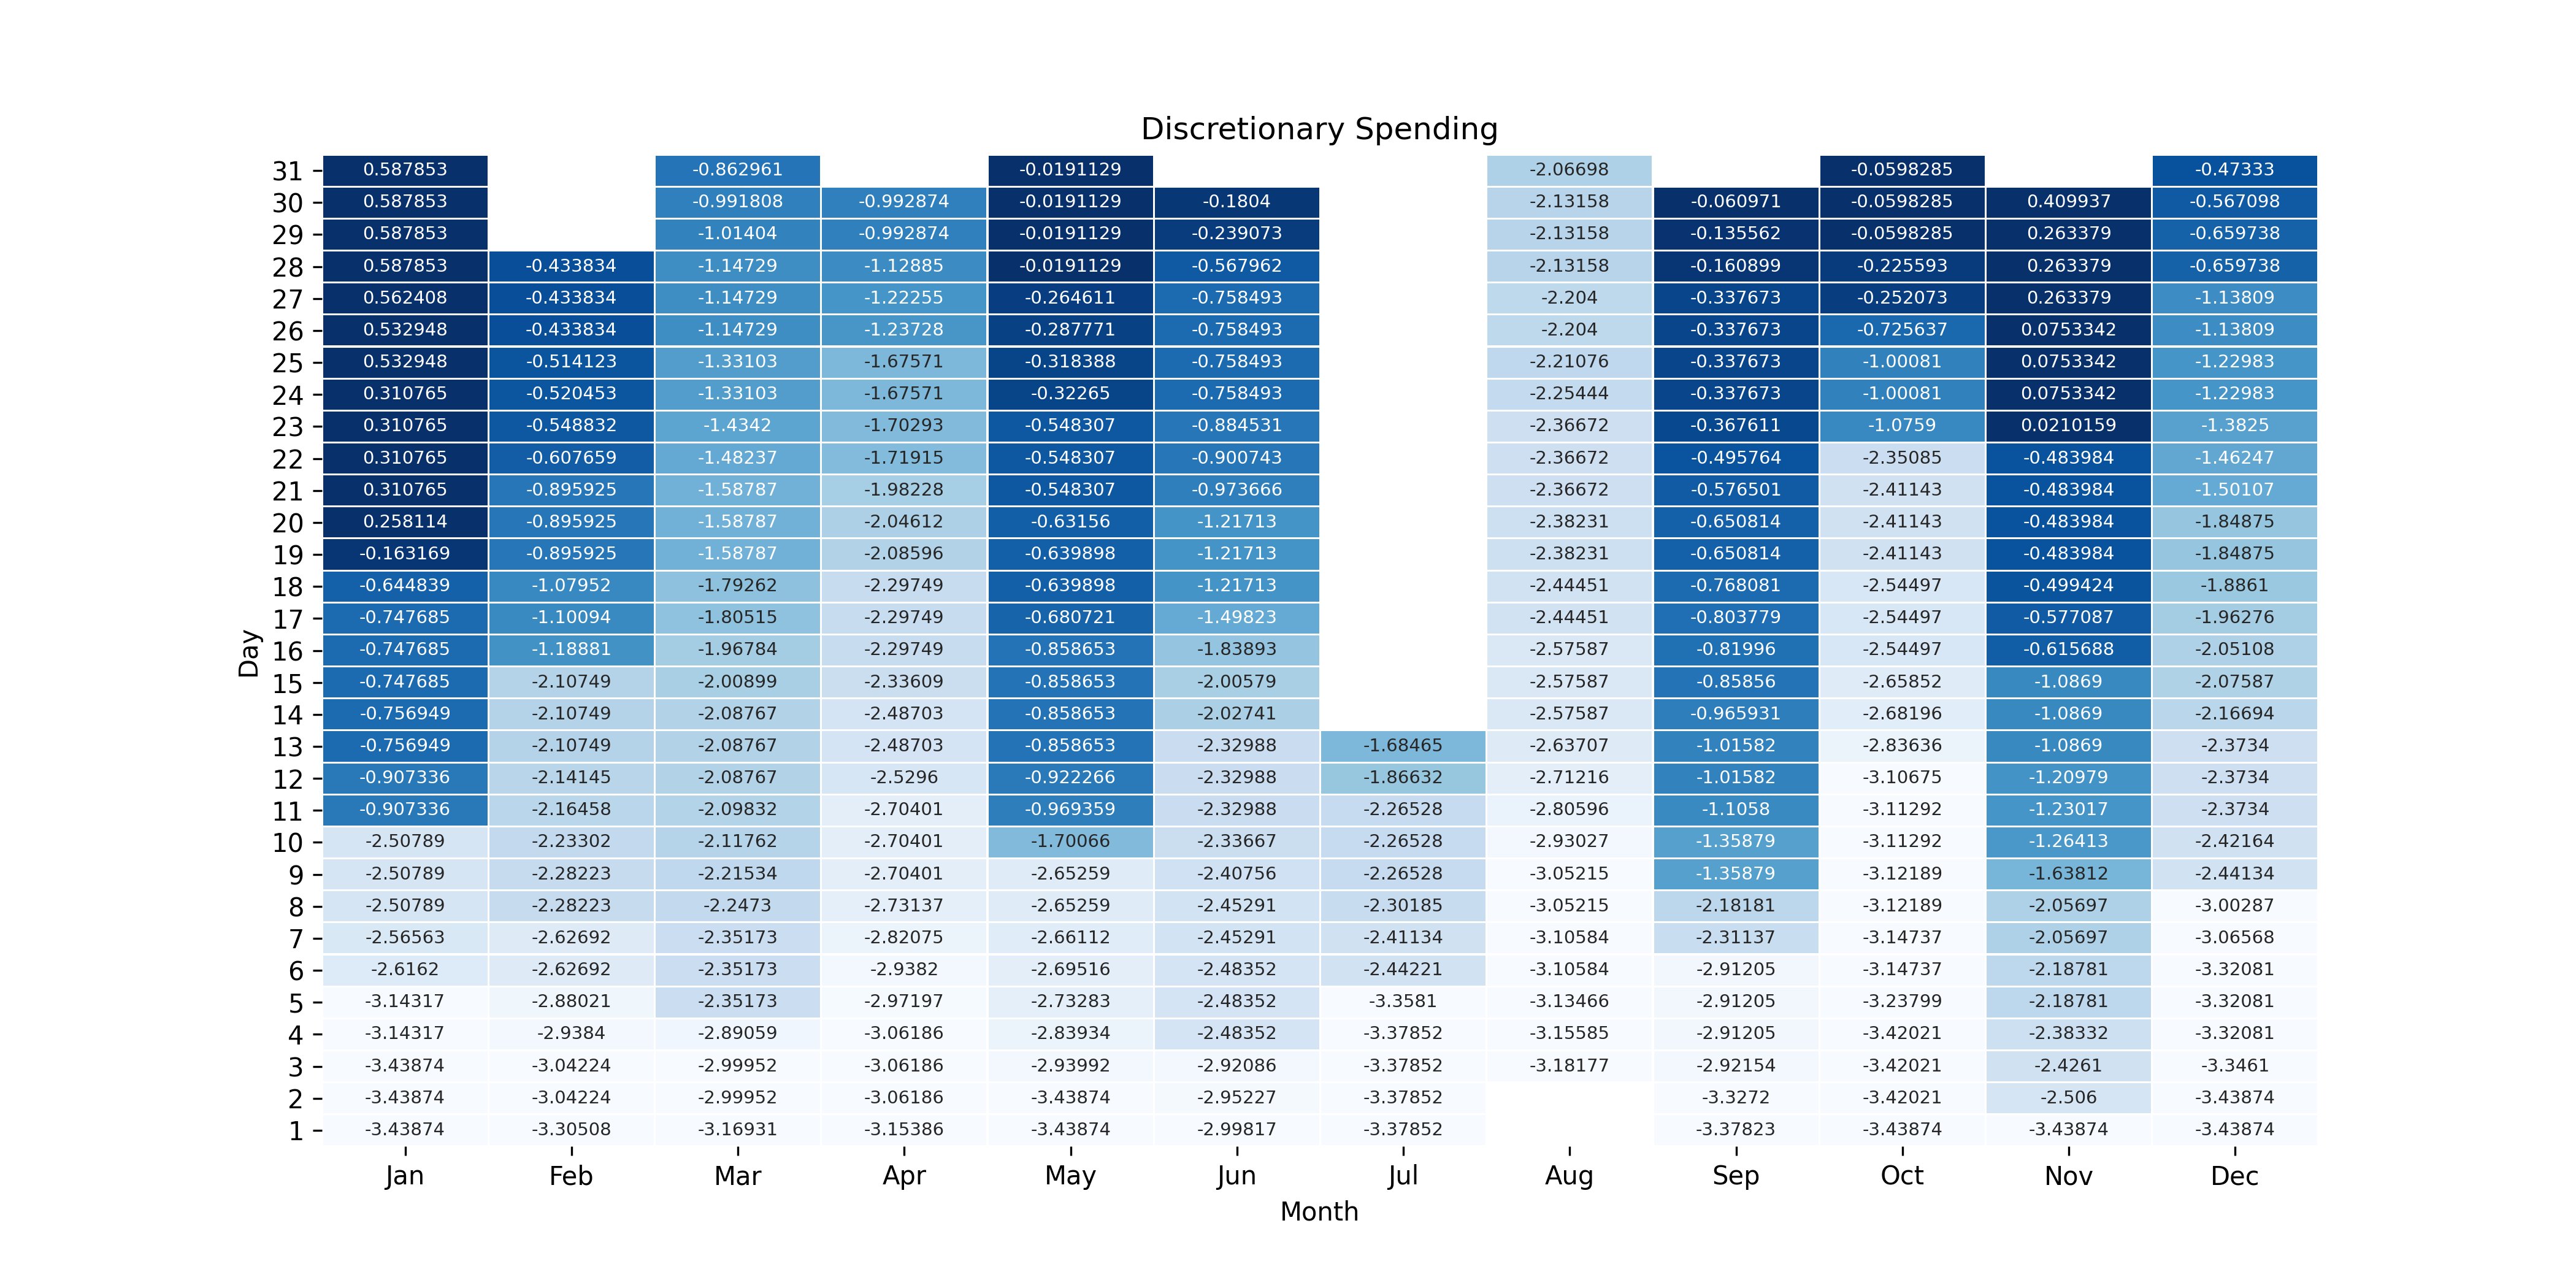 Discretionary Spending
31 0.587853 -0.862961 -0.0191129 -2.06698 -0.0598285 -0.47333
30 0.587853 -0.991808 -0.992874 -0.0191129 -0.1804 -2.13158 -0.060971 -0.0598285 0.409937 -0.567098
29 0.587853 -1.01404 -0.992874 -0.0191129 -0.239073 -2.13158 -0.135562 -0.0598285 0.263379 -0.659738
28 0.587853 -0.433834 -1.14729 -1.12885 -0.0191129 -0.567962 -2.13158 -0.160899 -0.225593 0.263379 -0.659738
27 0.562408 -0.433834 -1.14729 -1.22255 -0.264611 -0.758493 -2.204 -0.337673 -0.252073 0.263379 -1.13809
26 0.532948 -0.433834 -1.14729 -1.23728 -0.287771 -0.758493 -2.204 -0.337673 -0.725637 0.0753342 -1.13809
25 0.532948 -0.514123 -1.33103 -1.67571 -0.318388 -0.758493 -2.21076 -0.337673 -1.00081 0.0753342 -1.22983
24 0.310765 -0.520453 -1.33103 -1.67571 -0.32265 -0.758493 -2.25444 -0.337673 -1.00081 0.0753342 -1.22983
23 0.310765 -0.548832 -1.4342 -1.70293 -0.548307 -0.884531 -2.36672 -0.367611 -1.0759 0.0210159 -1.3825
22 0.310765 -0.607659 -1.48237 -1.71915 -0.548307 -0.900743 -2.36672 -0.495764 -2.35085 -0.483984 -1.46247
21 0.310765 -0.895925 -1.58787 -1.98228 -0.548307 -0.973666 -2.36672 -0.576501 -2.41143 -0.483984 -1.50107
20 0.258114 -0.895925 -1.58787 -2.04612 -0.63156 -1.21713 -2.38231 -0.650814 -2.41143 -0.483984 -1.84875
19 -0.163169 -0.895925 -1.58787 -2.08596 -0.639898 -1.21713 -2.38231 -0.650814 -2.41143 -0.483984 -1.84875
18 -0.644839 -1.07952 -1.79262 -2.29749 -0.639898 -1.21713 -2.44451 -0.768081 -2.54497 -0.499424 -1.8861
17 -0.747685 -1.10094 -1.80515 -2.29749 -0.680721 -1.49823 -2.44451 -0.803779 -2.54497 -0.577087 -1.96276
16 -0.747685 -1.18881 -1.96784 -2.29749 -0.858653 -1.83893 -2.57587 -0.81996 -2.54497 -0.615688 -2.05108
15 -0.747685 -2.10749 -2.00899 -2.33609 -0.858653 -2.00579 -2.57587 -0.85856 -2.65852 -1.0869 -2.07587
14 -0.756949 -2.10749 -2.08767 -2.48703 -0.858653 -2.02741 -2.57587 -0.965931 -2.68196 -1.0869 -2.16694
13 -0.756949 -2.10749 -2.08767 -2.48703 -0.858653 -2.32988 -1.68465 -2.63707 -1.01582 -2.83636 -1.0869 -2.3734
12 -0.907336 -2.14145 -2.08767 -2.5296 -0.922266 -2.32988 -1.86632 -2.71216 -1.01582 -3.10675 -1.20979 -2.3734
11 -0.907336 -2.16458 -2.09832 -2.70401 -0.969359 -2.32988 -2.26528 -2.80596 -1.1058 -3.11292 -1.23017 -2.3734
10 -2.50789 -2.23302 -2.11762 -2.70401 -1.70066 -2.33667 -2.26528 -2.93027 -1.35879 -3.11292 -1.26413 -2.42164
9 -2.50789 -2.28223 -2.21534 -2.70401 -2.65259 -2.40756 -2.26528 -3.05215 -1.35879 -3.12189 -1.63812 -2.44134
8 -2.50789 -2.28223 -2.2473 -2.73137 -2.65259 -2.45291 -2.30185 -3.05215 -2.18181 -3.12189 -2.05697 -3.00287
7 -2.56563 -2.62692 -2.35173 -2.82075 -2.66112 -2.45291 -2.41134 -3.10584 -2.31137 -3.14737 -2.05697 -3.06568
6 -2.6162 -2.62692 -2.35173 -2.9382 -2.69516 -2.48352 -2.44221 -3.10584 -2.91205 -3.14737 -2.18781 -3.32081
5 -3.14317 -2.88021 -2.35173 -2.97197 -2.73283 -2.48352 -3.3581 -3.13466 -2.91205 -3.23799 -2.18781 -3.32081
4 -3.14317 -2.9384 -2.89059 -3.06186 -2.83934 -2.48352 -3.37852 -3.15585 -2.91205 -3.42021 -2.38332 -3.32081
3 -3.43874 -3.04224 -2.99952 -3.06186 -2.93992 -2.92086 -3.37852 -3.18177 -2.92154 -3.42021 -2.4261 -3.3461
2 -3.43874 -3.04224 -2.99952 -3.06186 -3.43874 -2.95227 -3.37852 -3.3272 -3.42021 -2.506 -3.43874
1 -3.43874 -3.30508 -3.16931 -3.15386 -3.43874 -2.99817 -3.37852 -3.37823 -3.43874 -3.43874 -3.43874
Day
Jan Feb Mar Apr May Jun Jul Aug Sep Oct Nov Dec
Month